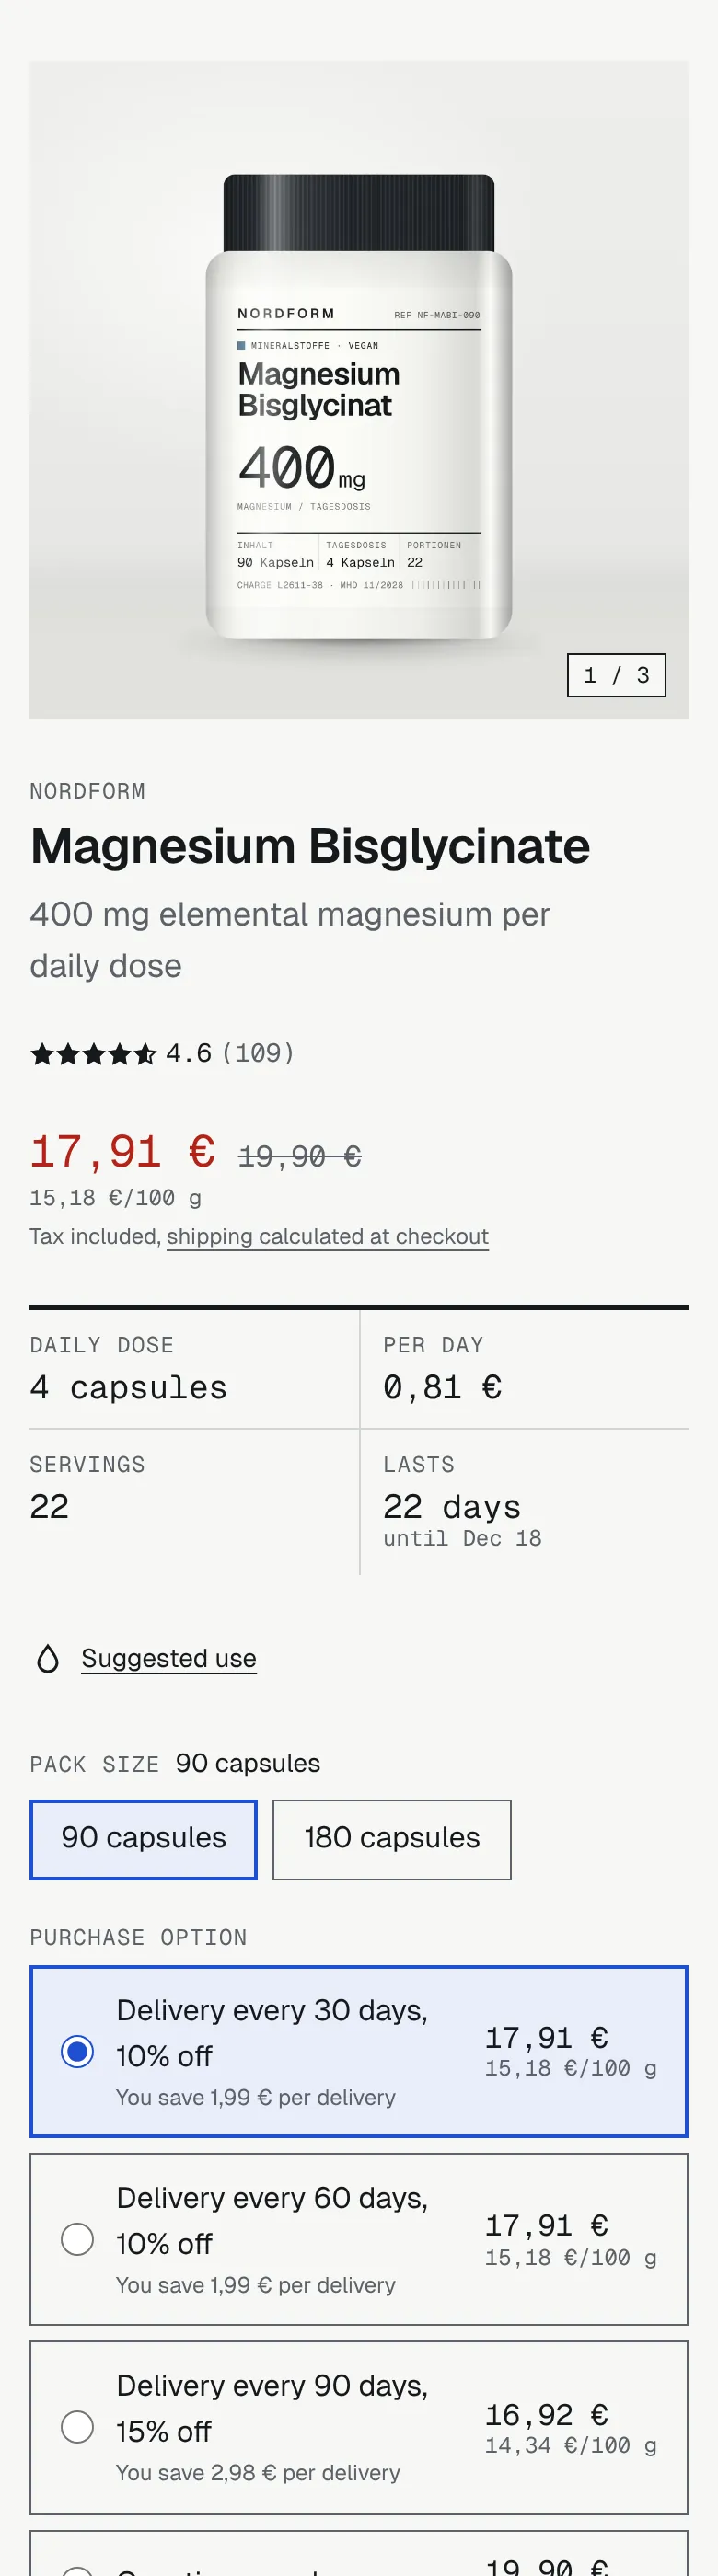 NORDFORM
REF NF-MABI-090
MINERALSTOFFE · VEGAN
Magnesium
Bisglycinat
400 mg
MAGNESIUM / TAGESDOSIS
INHALT TAGESDOSIS PORTIONEN
90 Kapseln 4 Kapseln 22
CHARGE L2611-38 · MHD 11/2028
1 / 3
NORDFORM
Magnesium Bisglycinate
400 mg elemental magnesium per
daily dose
4.6 (109)
17,91 € 19,90 €
15,18 €/100 g
Tax included, shipping calculated at checkout
DAILY DOSE
4 capsules
PER DAY
0,81 €
SERVINGS
22
LASTS
22 days
until Dec 18
Suggested use
PACK SIZE 90 capsules
90 capsules
180 capsules
PURCHASE OPTION
Delivery every 30 days,
10% off
You save 1,99 € per delivery
17,91 €
15,18 €/100 g
Delivery every 60 days,
10% off
You save 1,99 € per delivery
17,91 €
15,18 €/100 g
Delivery every 90 days,
15% off
You save 2,98 € per delivery
16,92 €
14,34 €/100 g
19,90 €